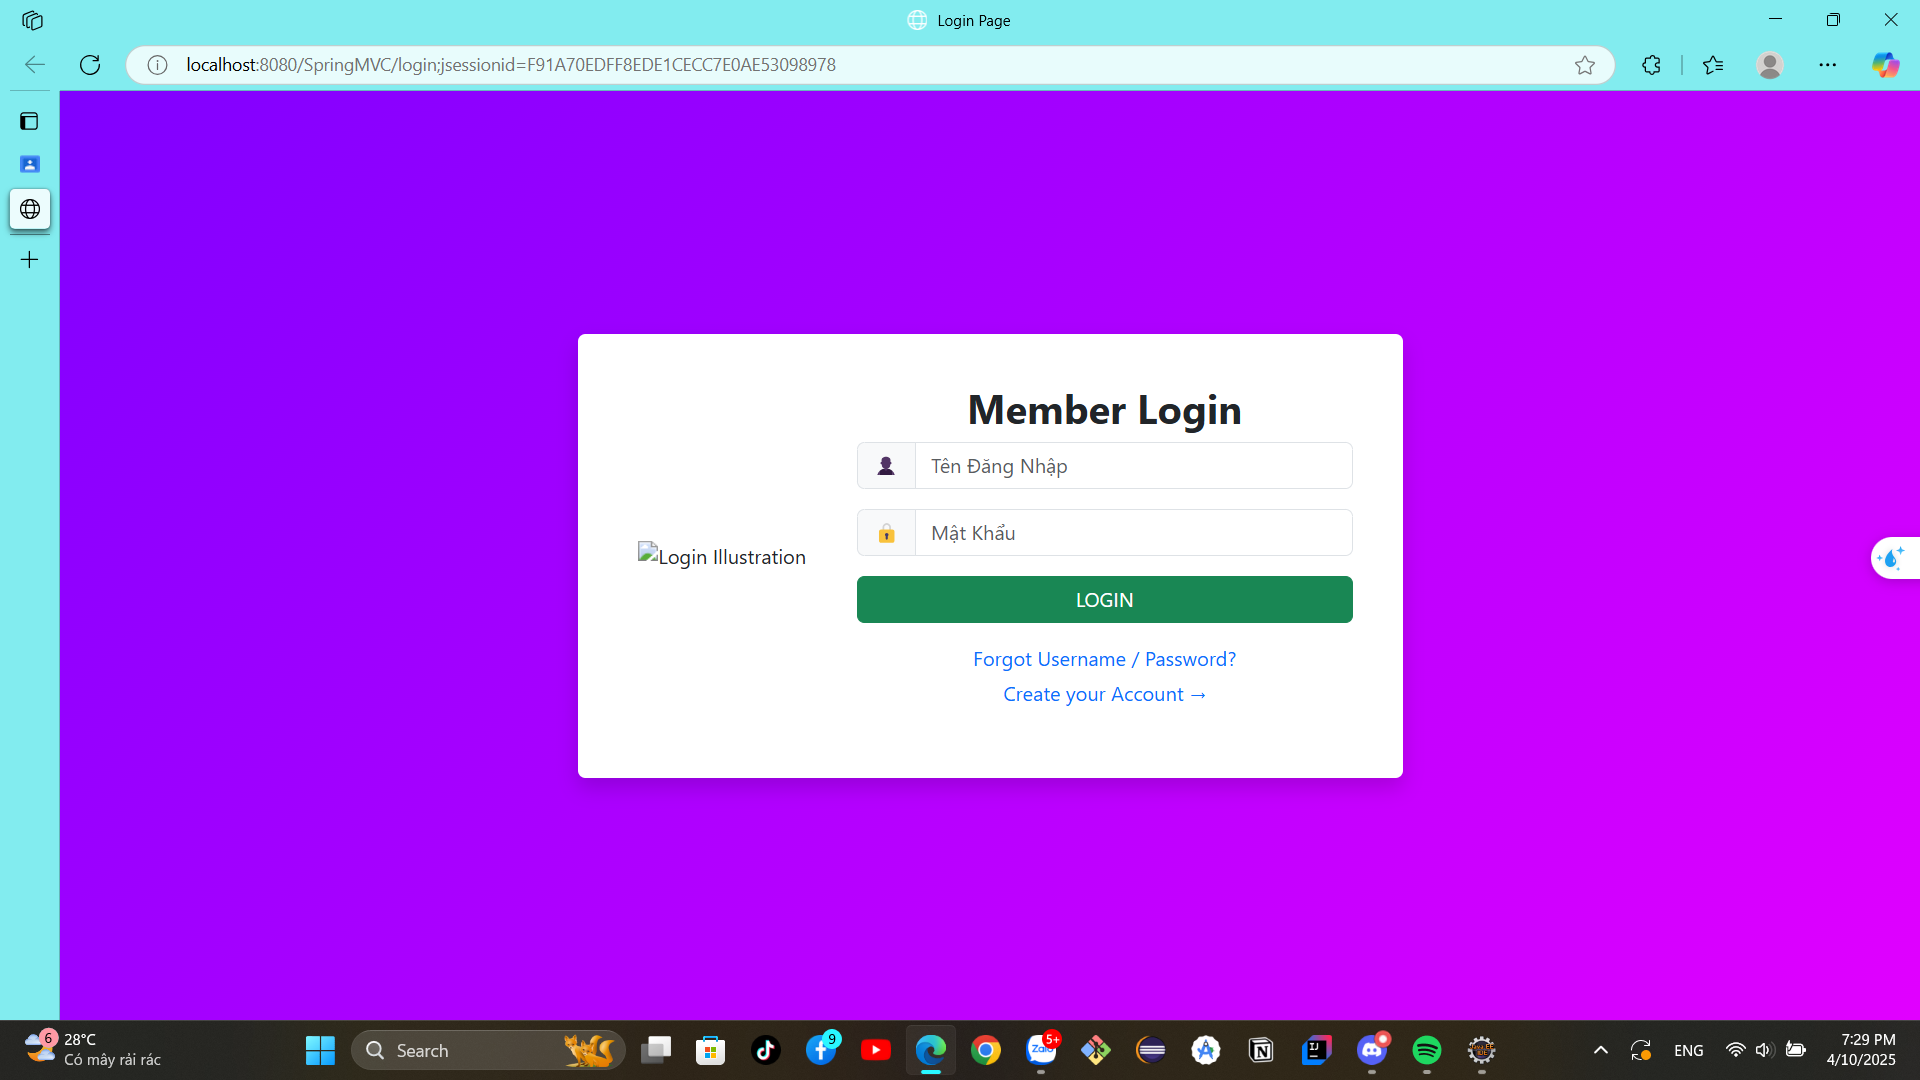 Login Page
localhost:8080/SpringMVC/login;jsessionid=F91A70EDFF8EDE1CECC7E0AE53098978
Member Login
Tên Đăng Nhập
Mật Khẩu
Login Illustration
LOGIN
Forgot Username / Password?
Create your Account →
6
28°C
Có mây rải rác
Search
9
Zalo
5+
IJ
ENG
7:29 PM
4/10/2025